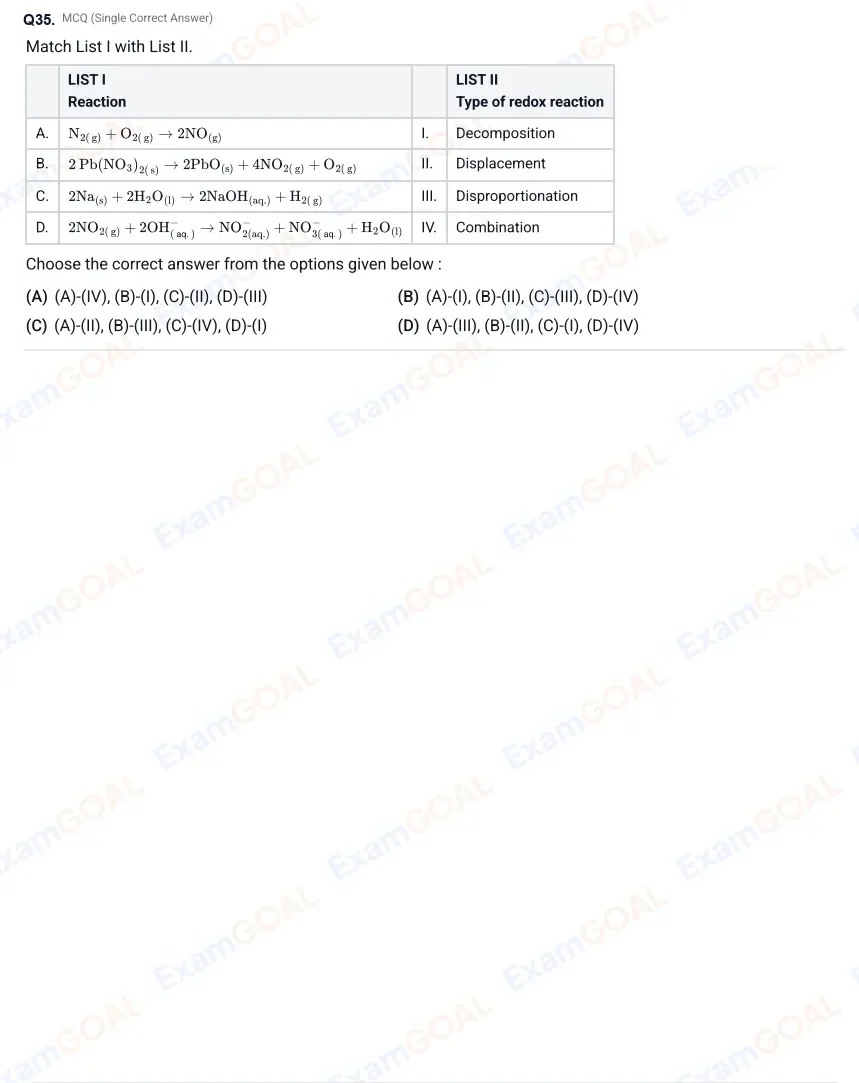 Q35. MCQ (Single Correct Answer)
Match List I with List II.
LIST I
Reaction
LIST II
Type of redox reaction
A. N₂₍g₎ + O₂₍g₎ → 2NO₍g₎ I. Decomposition
B. 2 Pb(NO₃)₂₍s₎ → 2PbO₍s₎ + 4NO₂₍g₎ + O₂₍g₎ II. Displacement
C. 2Na₍s₎ + 2H₂O₍l₎ → 2NaOH₍aq.₎ + H₂₍g₎ III. Disproportionation
D. 2NO₂₍g₎ + 2OH⁻₍aq.₎ → NO₂⁻₍aq.₎ + NO₃⁻₍aq.₎ + H₂O₍l₎ IV. Combination
Choose the correct answer from the options given below :
(A) (A)-(IV), (B)-(I), (C)-(II), (D)-(III) (B) (A)-(I), (B)-(II), (C)-(III), (D)-(IV)
(C) (A)-(II), (B)-(III), (C)-(IV), (D)-(I) (D) (A)-(III), (B)-(II), (C)-(I), (D)-(IV)
ExamGOAL